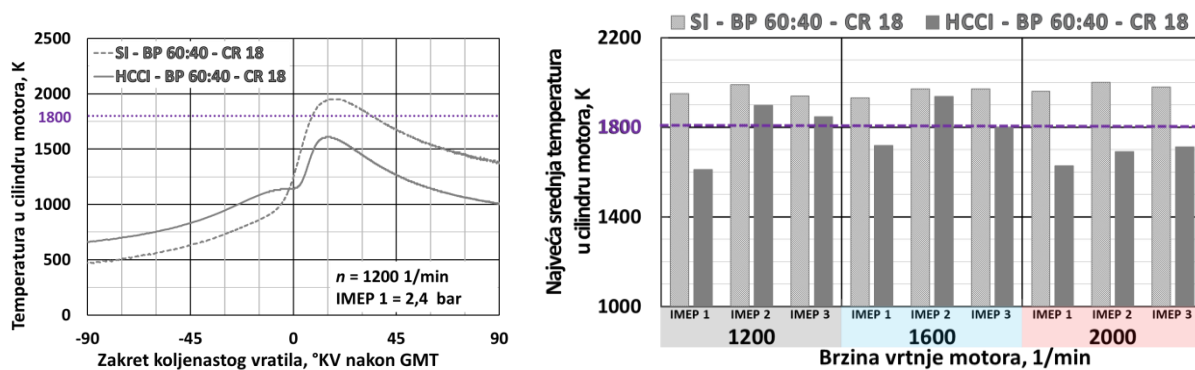 Temperatura u cilindru motora, K
2500
2000
1800
1500
1000
500
0
SI - BP 60:40 - CR 18
HCCI - BP 60:40 - CR 18
n = 1200 1/min
IMEP 1 = 2,4 bar
-90 -45 0 45 90
Zakret koljenastog vratila, °KV nakon GMT
SI - BP 60:40 - CR 18 HCCI - BP 60:40 - CR 18
Najveća srednja temperatura
u cilindru motora, K
2200
1800
1400
1000
IMEP 1 IMEP 2 IMEP 3 IMEP 1 IMEP 2 IMEP 3 IMEP 1 IMEP 2 IMEP 3
1200 1600 2000
Brzina vrtnje motora, 1/min